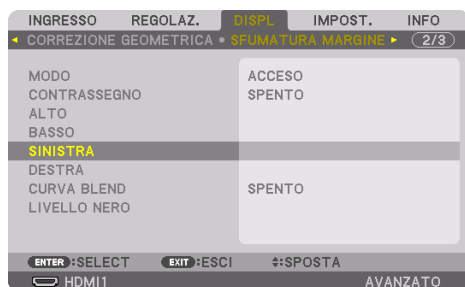 INGRESSO REGOLAZ. DISPL IMPOST. INFO
◂ CORREZIONE GEOMETRICA • SFUMATURA MARGINE ▸ 2/3
MODO ACCESO
CONTRASSEGNO SPENTO
ALTO
BASSO
SINISTRA
DESTRA
CURVA BLEND SPENTO
LIVELLO NERO
ENTER :SELECT EXIT :ESCI :SPOSTA
HDMI1 AVANZATO